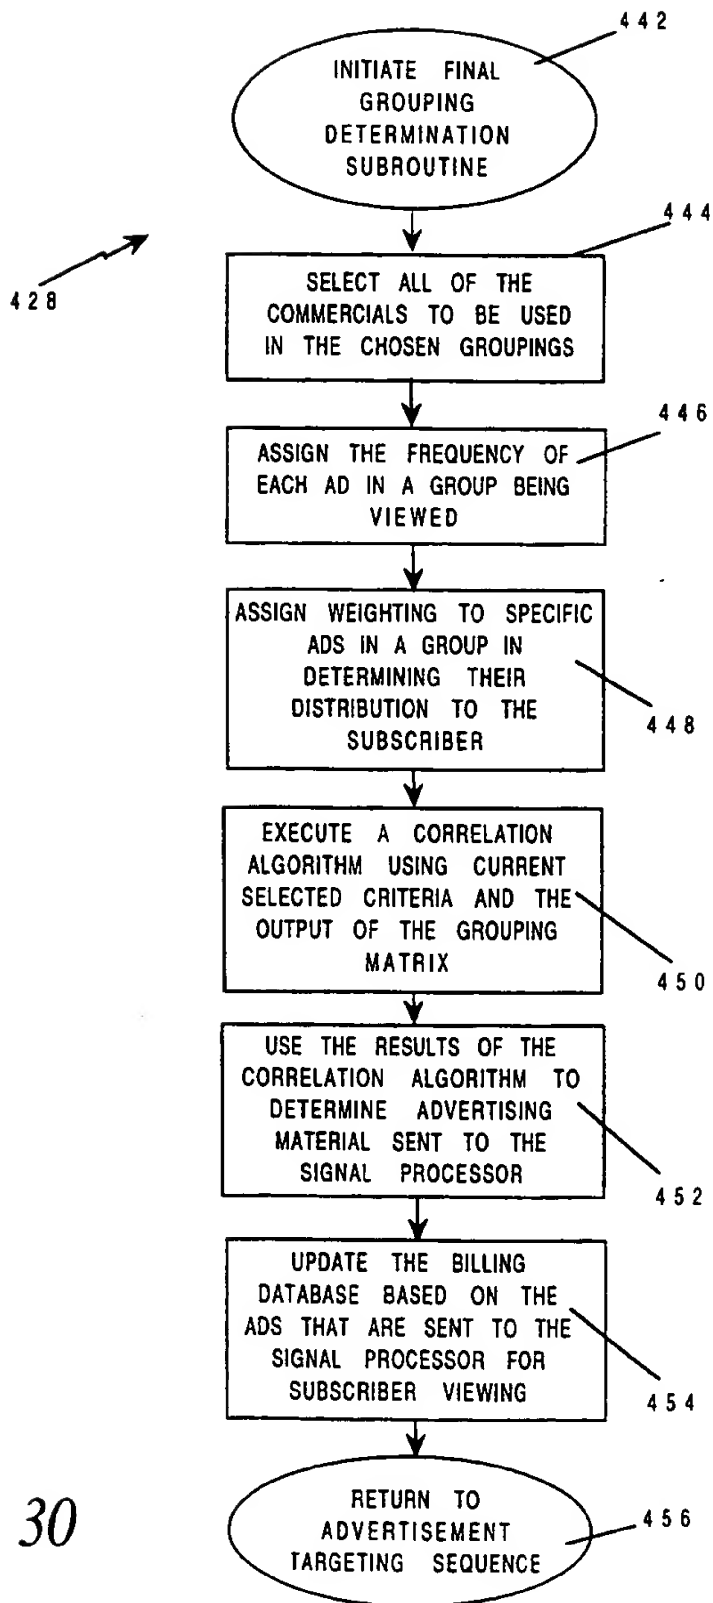 442
INITIATE FINAL
GROUPING
DETERMINATION
SUBROUTINE
444
428
SELECT ALL OF THE
COMMERCIALS TO BE USED
IN THE CHOSEN GROUPINGS
446
ASSIGN THE FREQUENCY OF
EACH AD IN A GROUP BEING
VIEWED
ASSIGN WEIGHTING TO SPECIFIC
ADS IN A GROUP IN
DETERMINING THEIR
DISTRIBUTION TO THE
SUBSCRIBER
448
EXECUTE A CORRELATION
ALGORITHM USING CURRENT
SELECTED CRITERIA AND THE
OUTPUT OF THE GROUPING
MATRIX
450
USE THE RESULTS OF THE
CORRELATION ALGORITHM TO
DETERMINE ADVERTISING
MATERIAL SENT TO THE
SIGNAL PROCESSOR
452
UPDATE THE BILLING
DATABASE BASED ON THE
ADS THAT ARE SENT TO THE
SIGNAL PROCESSOR FOR
SUBSCRIBER VIEWING
454
RETURN TO
ADVERTISEMENT
TARGETING SEQUENCE
456
30